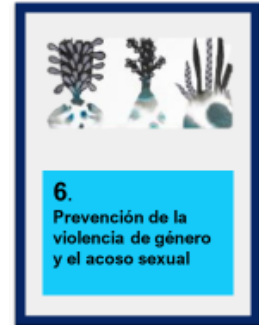 6.
Prevención de la
violencia de género
y el acoso sexual